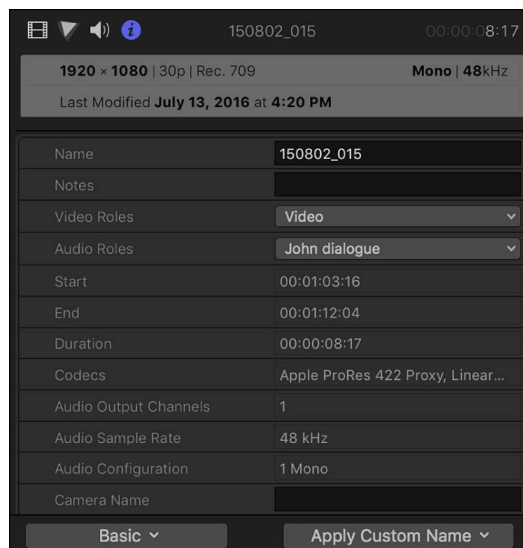 150802_015 00:00:08:17
1920 × 1080 | 30p | Rec. 709 Mono | 48kHz
Last Modified July 13, 2016 at 4:20 PM
Name 150802_015
Notes
Video Roles Video
Audio Roles John dialogue
Start 00:01:03:16
End 00:01:12:04
Duration 00:00:08:17
Codecs Apple ProRes 422 Proxy, Linear...
Audio Output Channels 1
Audio Sample Rate 48 kHz
Audio Configuration 1 Mono
Camera Name
Basic Apply Custom Name